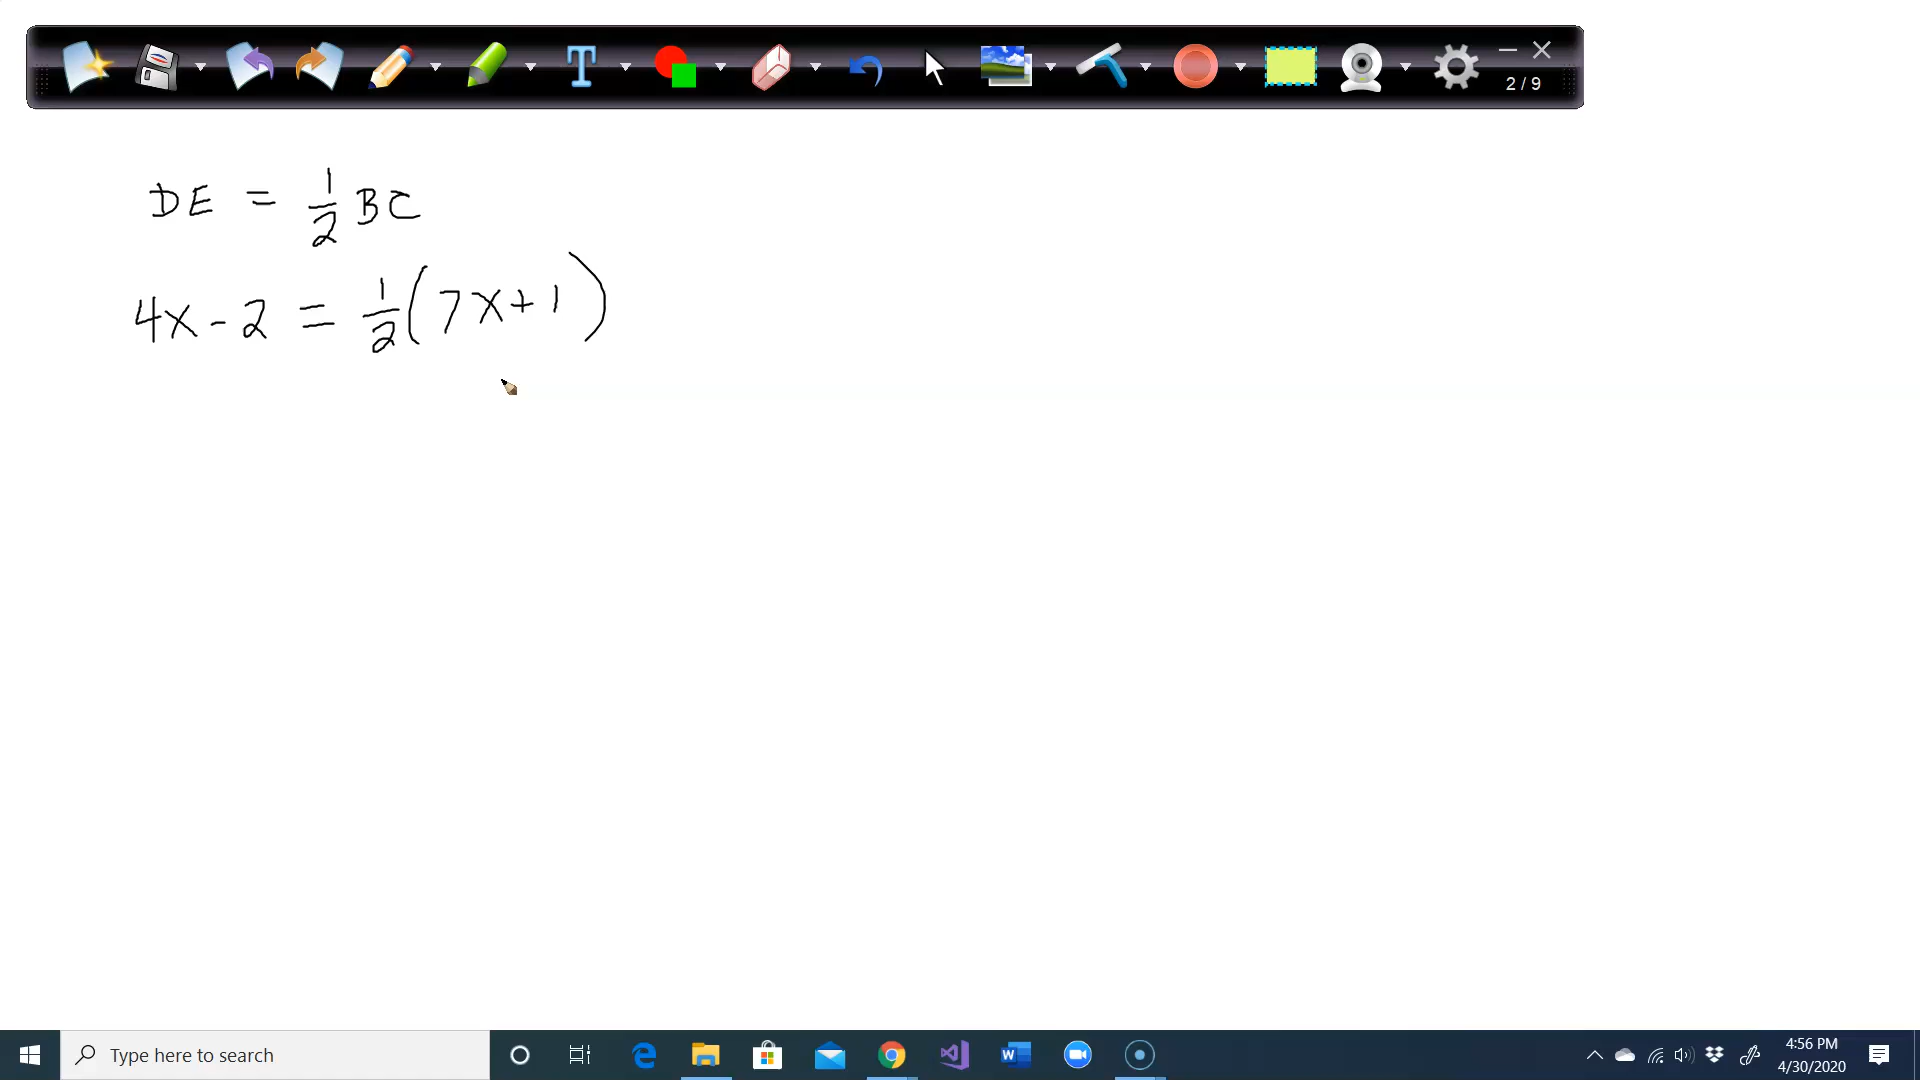 2 / 9
DE = 1/2 BC
4x - 2 = 1/2 (7x + 1)
Type here to search
4:56 PM
4/30/2020